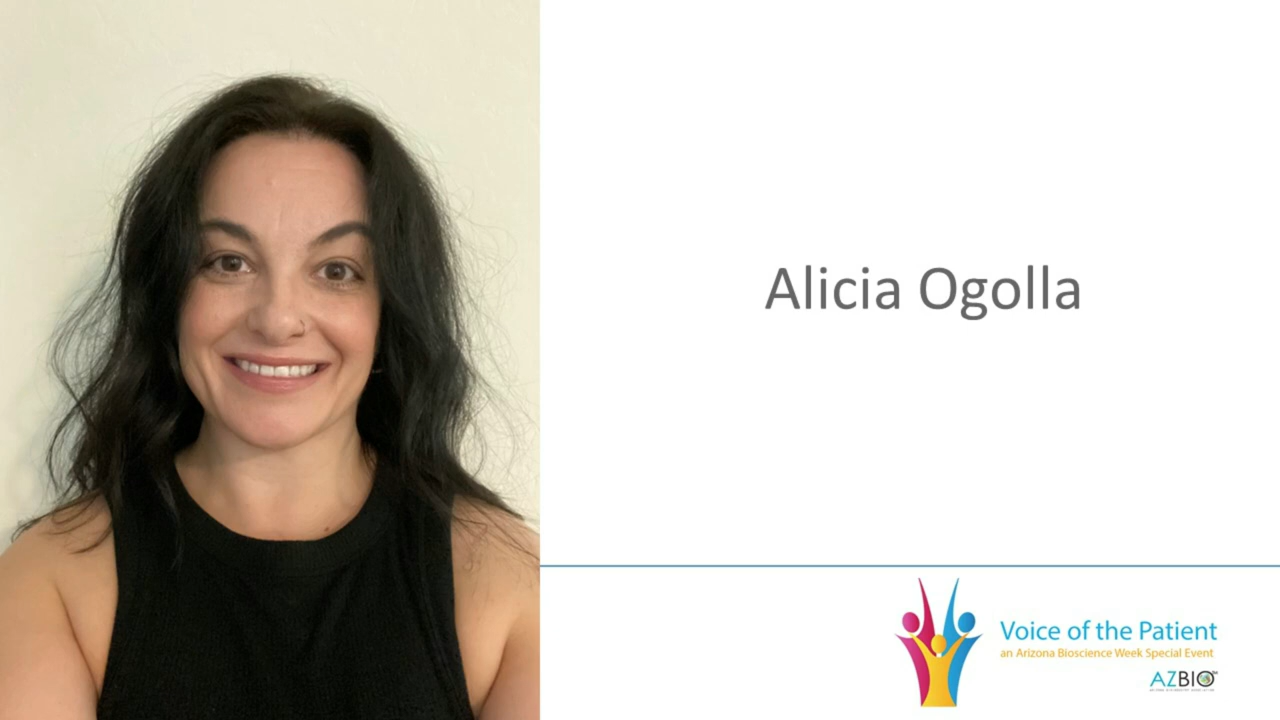 Alicia Ogolla
Voice of the Patient
an Arizona Bioscience Week Special Event
AZBIO